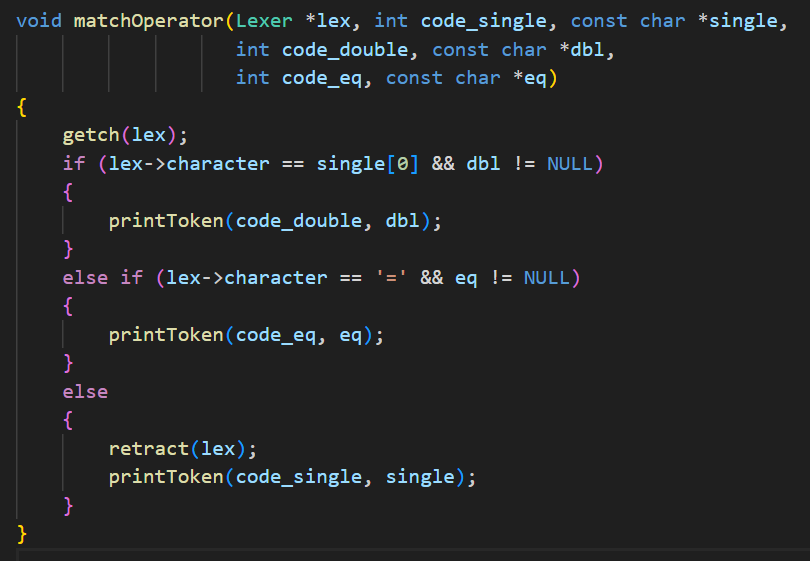 void matchOperator(Lexer *lex, int code_single, const char *single,
                   int code_double, const char *dbl,
                   int code_eq, const char *eq)
{
    getch(lex);
    if (lex->character == single[0] && dbl != NULL)
    {
        printToken(code_double, dbl);
    }
    else if (lex->character == '=' && eq != NULL)
    {
        printToken(code_eq, eq);
    }
    else
    {
        retract(lex);
        printToken(code_single, single);
    }
}